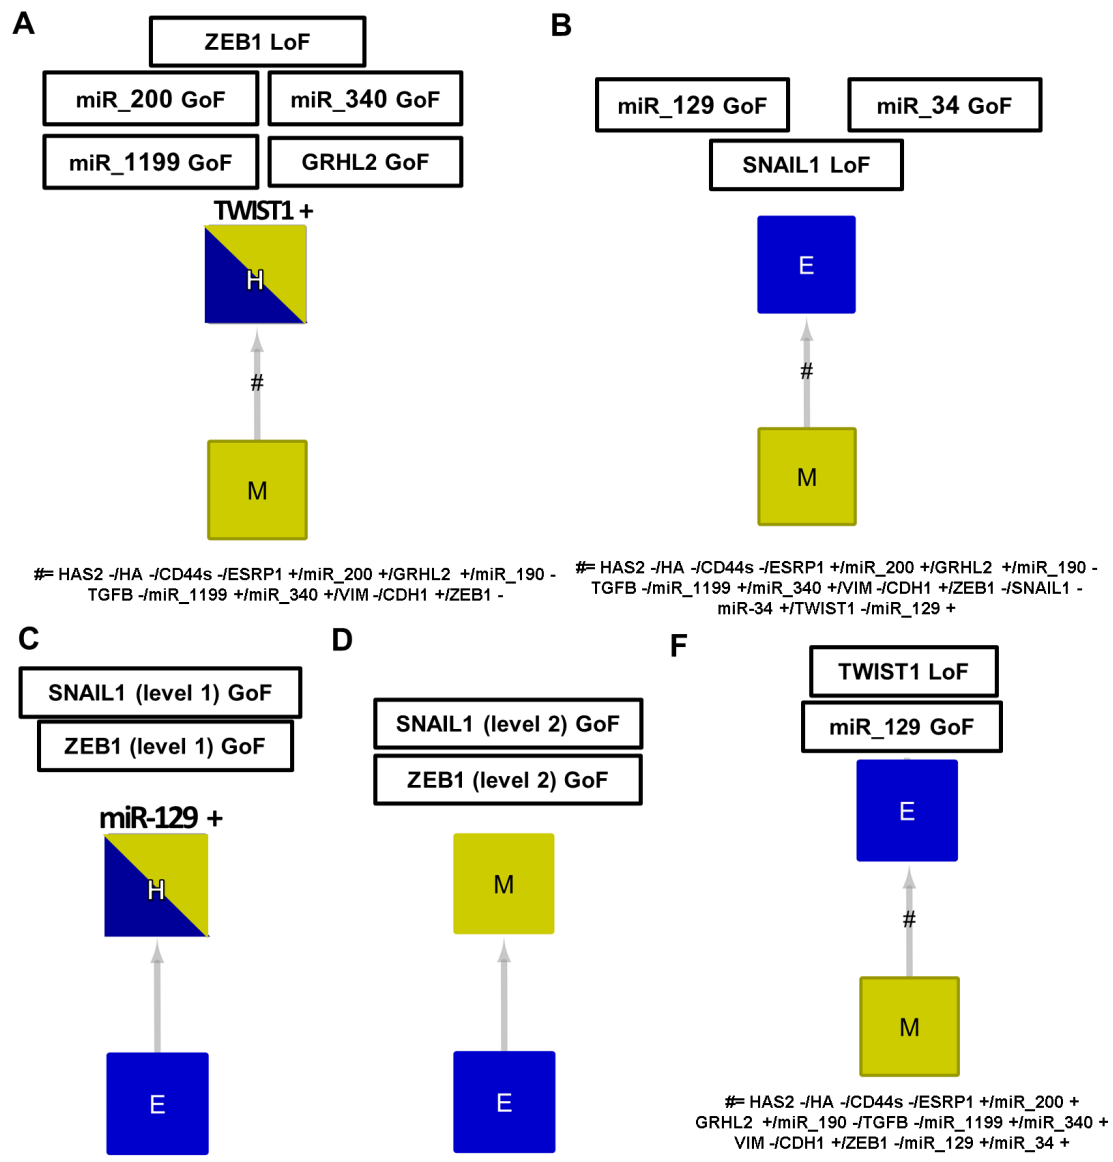 A
ZEB1 LoF
miR_200 GoF
miR_340 GoF
miR_1199 GoF
GRHL2 GoF
TWIST1 +
H
#
M
#= HAS2 -/HA -/CD44s -/ESRP1 +/miR_200 +/GRHL2 +/miR_190 -
TGFB -/miR_1199 +/miR_340 +/VIM -/CDH1 +/ZEB1 -
B
miR_129 GoF
miR_34 GoF
SNAIL1 LoF
E
#
M
#= HAS2 -/HA -/CD44s -/ESRP1 +/miR_200 +/GRHL2 +/miR_190 -
TGFB -/miR_1199 +/miR_340 +/VIM -/CDH1 +/ZEB1 -/SNAIL1 -
miR-34 +/TWIST1 -/miR_129 +
C
SNAIL1 (level 1) GoF
ZEB1 (level 1) GoF
miR-129 +
H
E
D
SNAIL1 (level 2) GoF
ZEB1 (level 2) GoF
M
E
F
TWIST1 LoF
miR_129 GoF
E
#
M
#= HAS2 -/HA -/CD44s -/ESRP1 +/miR_200 +
GRHL2 +/miR_190 -/TGFB -/miR_1199 +/miR_340 +
VIM -/CDH1 +/ZEB1 -/miR_129 +/miR_34 +